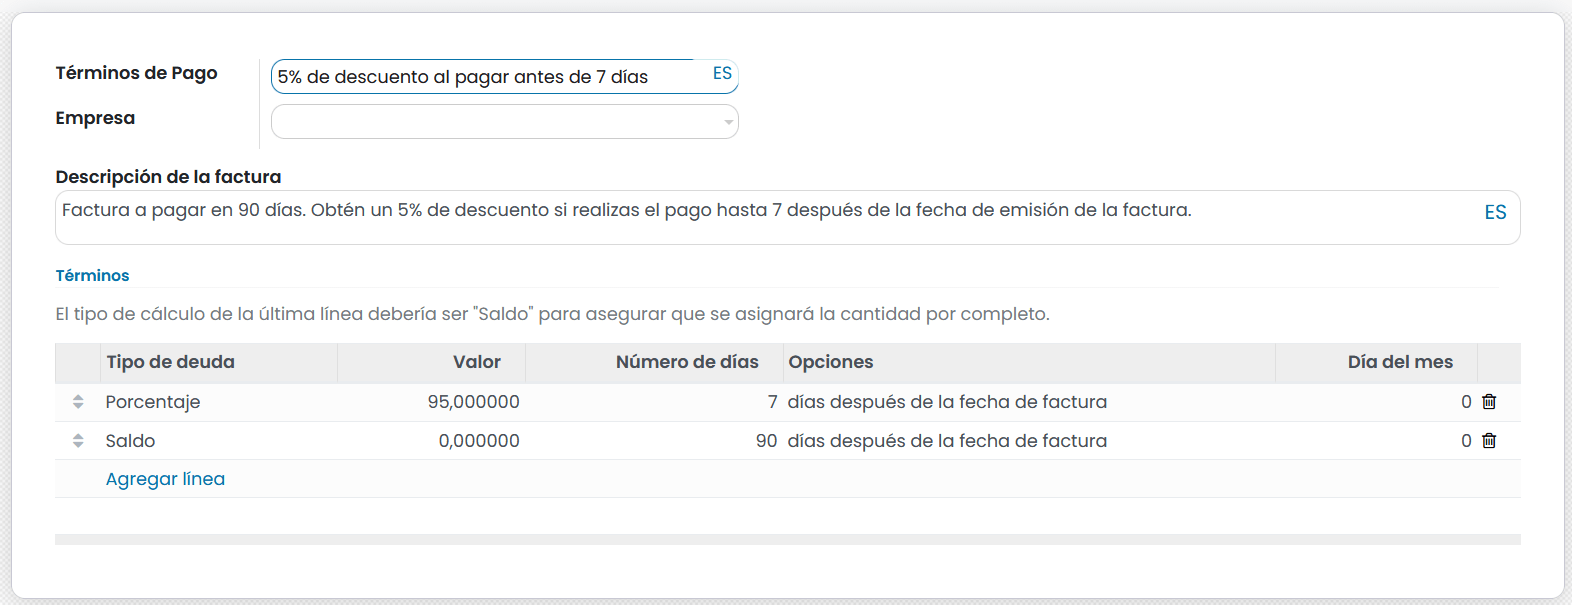 Términos de Pago 5% de descuento al pagar antes de 7 días ES
Empresa
Descripción de la factura
Factura a pagar en 90 días. Obtén un 5% de descuento si realizas el pago hasta 7 después de la fecha de emisión de la factura. ES
Términos
El tipo de cálculo de la última línea debería ser "Saldo" para asegurar que se asignará la cantidad por completo.
Tipo de deuda Valor Número de días Opciones Día del mes
Porcentaje 95,000000 7 días después de la fecha de factura 0
Saldo 0,000000 90 días después de la fecha de factura 0
Agregar línea